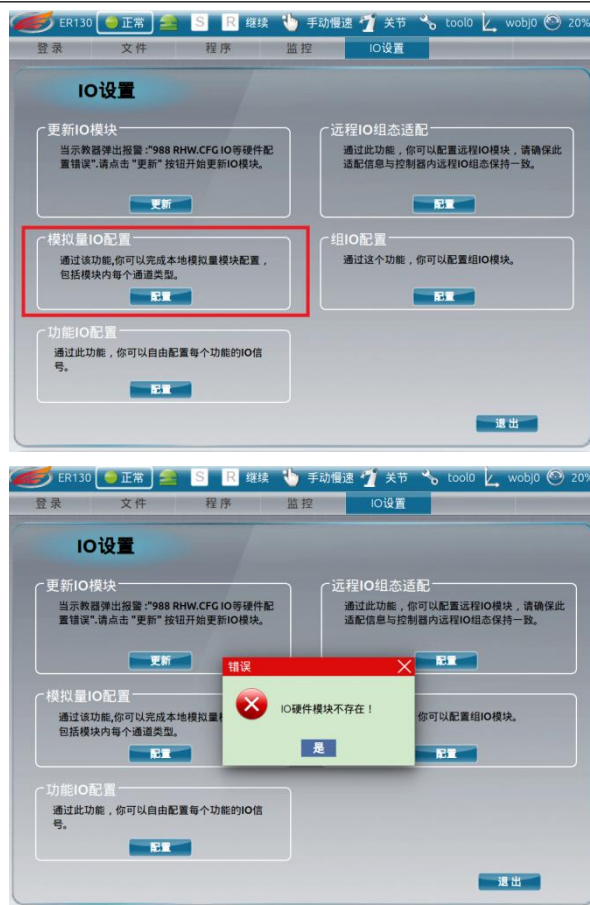 ER130 正常 S R 继续 手动慢速 关节 tool0 wobj0 20%
登录 文件 程序 监控 IO设置
IO设置
更新IO模块
当示教器弹出报警:"988 RHW.CFG IO等硬件配
置错误".请点击 "更新" 按钮开始更新IO模块。
更新
远程IO组态适配
通过此功能，你可以配置远程IO模块，请确保此
适配信息与控制器内远程IO组态保持一致。
配置
模拟量IO配置
通过该功能,你可以完成本地模拟量模块配置，
包括模块内每个通道类型。
配置
组IO配置
通过这个功能，你可以配置组IO模块。
配置
功能IO配置
通过此功能，你可以自由配置每个功能的IO信
号。
配置
退出
ER130 正常 S R 继续 手动慢速 关节 tool0 wobj0 20%
登录 文件 程序 监控 IO设置
IO设置
更新IO模块
当示教器弹出报警:"988 RHW.CFG IO等硬件配
置错误".请点击 "更新" 按钮开始更新IO模块。
更新
远程IO组态适配
通过此功能，你可以配置远程IO模块，请确保此
适配信息与控制器内远程IO组态保持一致。
配置
错误
IO硬件模块不存在！
是
模拟量IO配置
通过该功能,你可以完成本地模拟量
包括模块内每个通道类型。
配置
你可以配置组IO模块。
配置
功能IO配置
通过此功能，你可以自由配置每个功能的IO信
号。
配置
退出